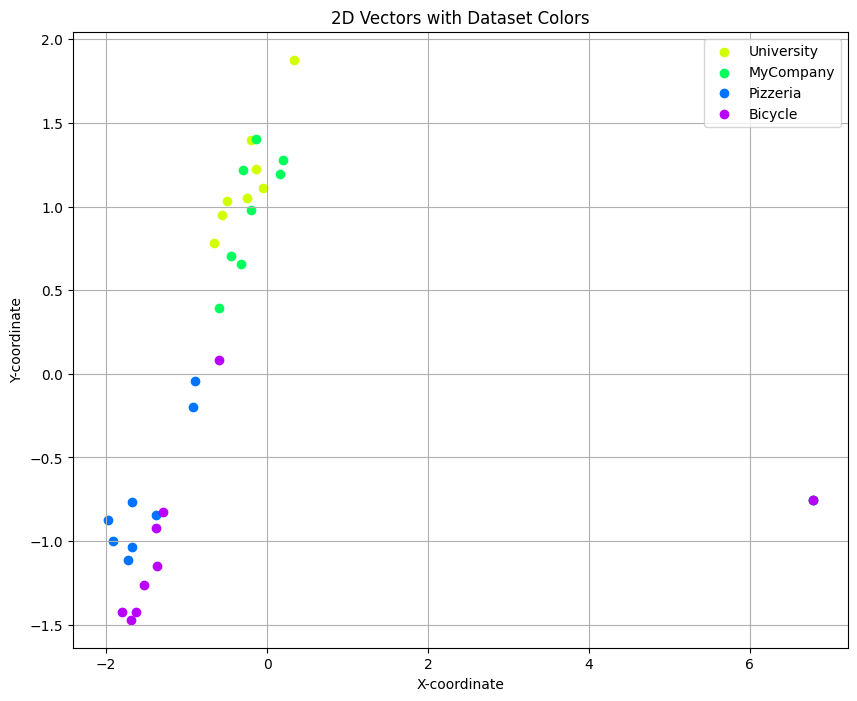 2D Vectors with Dataset Colors
University
MyCompany
Pizzeria
Bicycle
2.0
1.5
1.0
0.5
0.0
−0.5
−1.0
−1.5
Y-coordinate
−2
0
2
4
6
X-coordinate